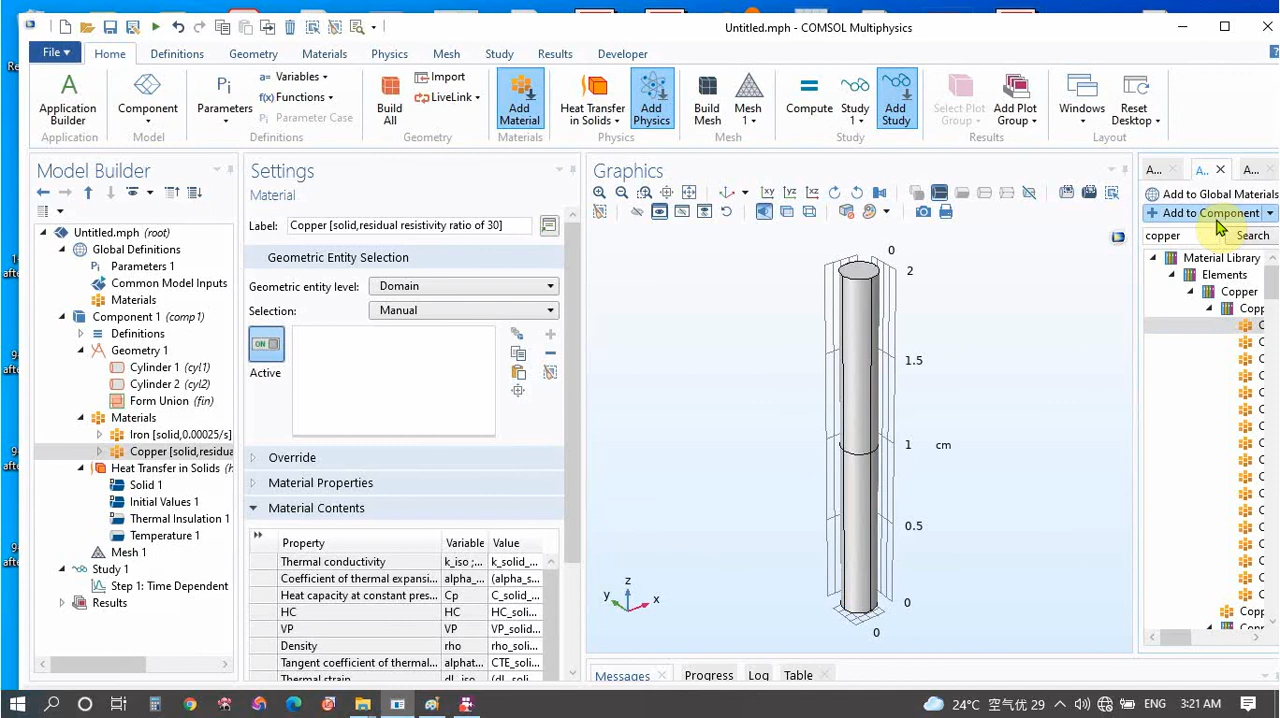 Untitled.mph - COMSOL Multiphysics
File Home Definitions Geometry Materials Physics Mesh Study Results Developer
Application Builder
Component
Parameters
a= Variables
f(x) Functions
Pi Parameter Case
Build All
Import
LiveLink
Add Material
Heat Transfer in Solids
Add Physics
Build Mesh
Mesh 1
Compute
Study 1
Add Study
Select Plot Group
Add Plot Group
Windows
Reset Desktop
Application Model Definitions Geometry Materials Physics Mesh Study Results Layout
Model Builder
Untitled.mph (root)
Global Definitions
Parameters 1
Common Model Inputs
Materials
Component 1 (comp1)
Definitions
Geometry 1
Cylinder 1 (cyl1)
Cylinder 2 (cyl2)
Form Union (fin)
Materials
Iron [solid,0.00025/s]
Copper [solid,residua
Heat Transfer in Solids (h
Solid 1
Initial Values 1
Thermal Insulation 1
Temperature 1
Mesh 1
Study 1
Step 1: Time Dependent
Results
Settings
Material
Label: Copper [solid,residual resistivity ratio of 30]
Geometric Entity Selection
Geometric entity level: Domain
Selection: Manual
ON
Active
Override
Material Properties
Material Contents
Property Variable Value
Thermal conductivity k_iso ;... k_solid_...
Coefficient of thermal expansi... alpha_... (alpha_s...
Heat capacity at constant pres... Cp C_solid_...
HC HC HC_soli...
VP VP VP_solid...
Density rho rho_soli...
Tangent coefficient of thermal... alphat... CTE_soli...
Thermal strain dL_iso (dL_soli...
Graphics
0
2
1.5
1 cm
0.5
0
0
z
y x
Messages Progress Log Table
A... A... A...
Add to Global Materials
Add to Component
copper Search
Material Library
Elements
Copper
Copp
Coppe
24°C 空气优 29 ENG 3:21 AM